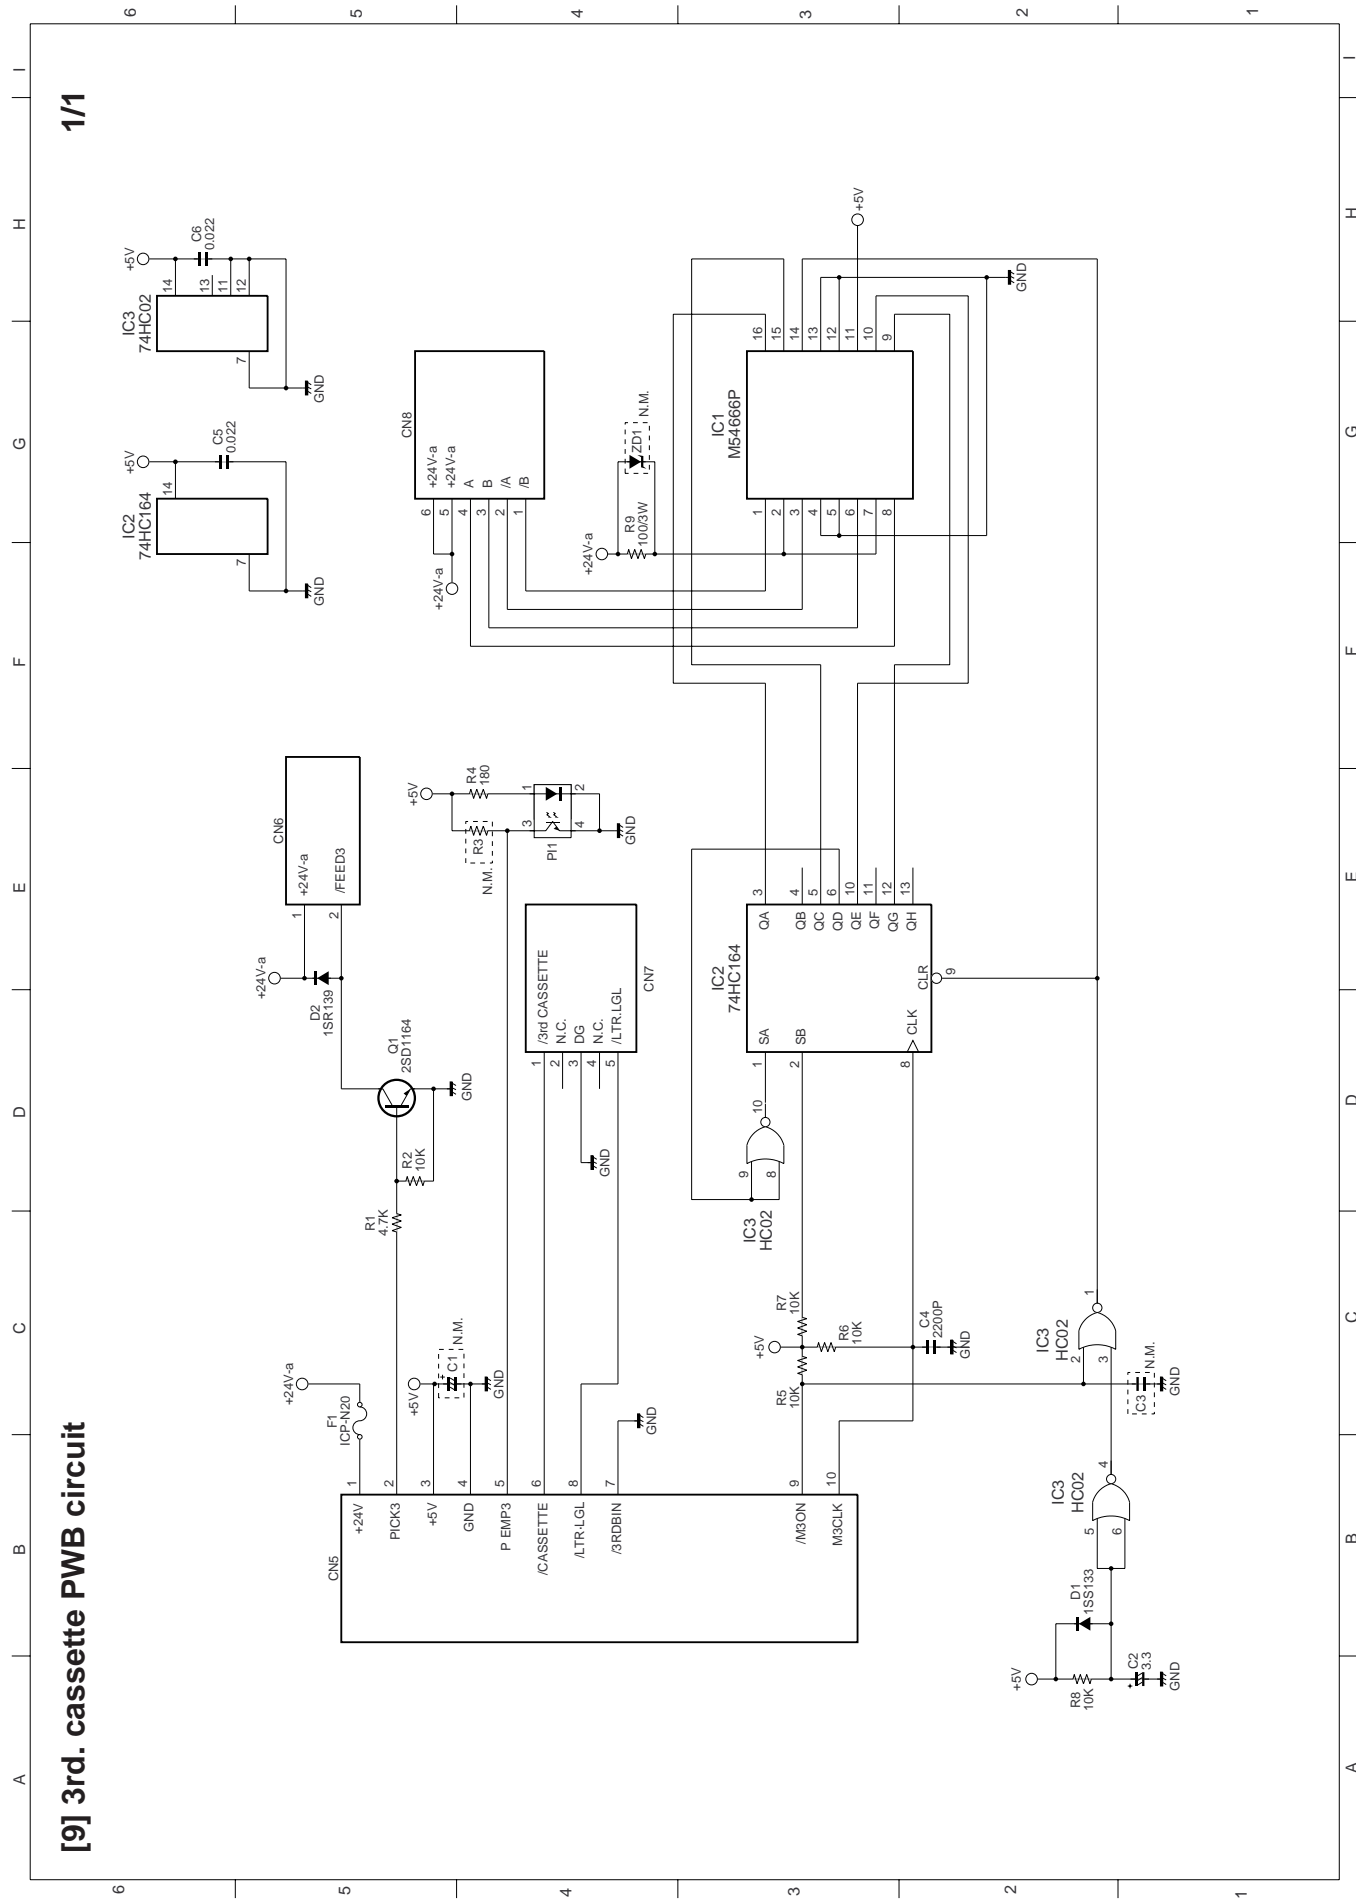 [9] 3rd. cassette PWB circuit
1/1
A B C D E F G H I
6 5 4 3 2 1
CN5
+24V
PICK3
+5V
GND
P EMP3
/CASSETTE
/LTR-LGL
/3RDBIN
/M3ON
M3CLK
1 2 3 4 5 6 8 7 9 10
F1
ICP-N20
+24V-a
+5V
C1
N.M.
GND
GND
R1
4.7K
R2
10K
Q1
2SD1164
GND
+24V-a
D2
1SR139
CN6
+24V-a
/FEED3
1 2
CN7
/3rd CASSETTE
N.C.
DG
N.C.
/LTR.LGL
1 2 3 4 5
GND
+5V
R3
N.M.
R4
180
PI1
1 2 3 4
GND
IC2
74HC164
14
7
+5V
C5
0.022
GND
IC3
74HC02
14
13
11
12
7
+5V
C6
0.022
GND
CN8
+24V-a
+24V-a
A
B
/A
/B
6 5 4 3 2 1
+24V-a
+24V-a
R9
100/3W
ZD1
N.M.
IC1
M54666P
1 2 3 4 5 6 7 8
16 15 14 13 12 11 10 9
+5V
GND
IC2
74HC164
SA
SB
CLK
CLR
QA
QB
QC
QD
QE
QF
QG
QH
1 2 8 9
3 4 5 6 10 11 12 13
IC3
HC02
9
8
10
+5V
R5
10K
R7
10K
R6
10K
C4
2200P
GND
IC3
HC02
2
3
1
C3
N.M.
GND
IC3
HC02
5
6
4
+5V
R8
10K
D1
1SS133
C2
3.3
GND
A B C D E F G H I
6 5 4 3 2 1